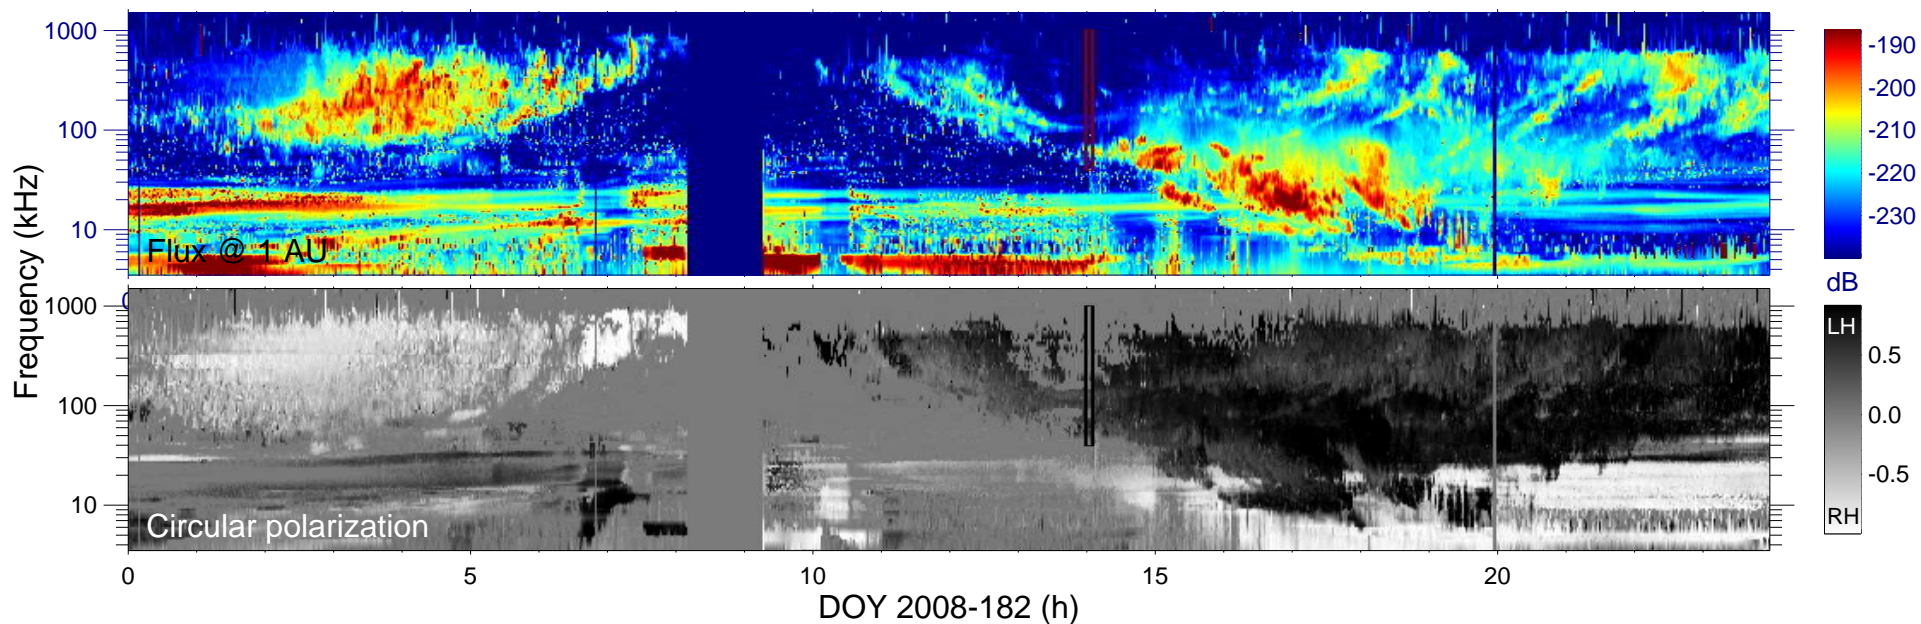 1000
100
10
Flux @ 1 AU
-190
-200
-210
-220
-230
dB
Frequency (kHz)
0
1000
100
10
Circular polarization
LH
0.5
0.0
-0.5
RH
0 5 10 15 20
DOY 2008-182 (h)